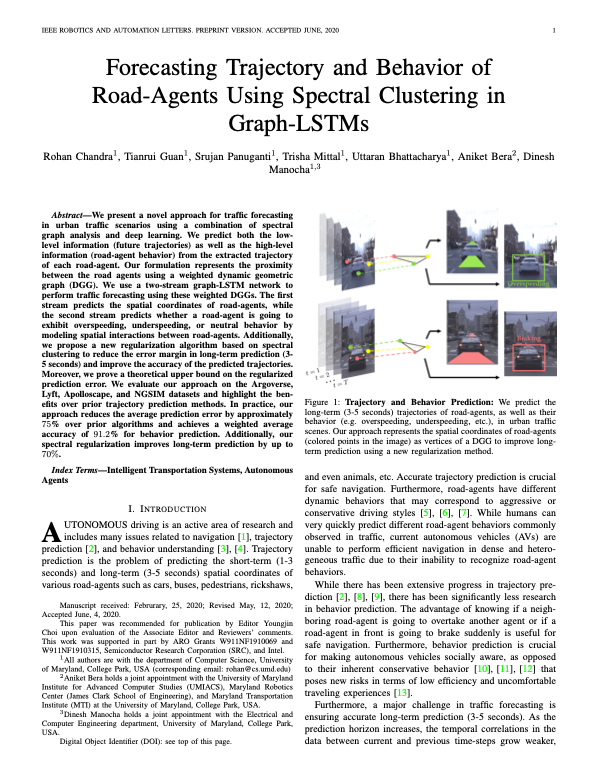 IEEE ROBOTICS AND AUTOMATION LETTERS. PREPRINT VERSION. ACCEPTED JUNE, 2020 1
Forecasting Trajectory and Behavior of
Road-Agents Using Spectral Clustering in
Graph-LSTMs
Rohan Chandra1, Tianrui Guan1, Srujan Panuganti1, Trisha Mittal1, Uttaran Bhattacharya1, Aniket Bera2, Dinesh
Manocha1,3
Abstract—We present a novel approach for traffic forecasting
in urban traffic scenarios using a combination of spectral
graph analysis and deep learning. We predict both the low-
level information (future trajectories) as well as the high-level
information (road-agent behavior) from the extracted trajectory
of each road-agent. Our formulation represents the proximity
between the road agents using a weighted dynamic geometric
graph (DGG). We use a two-stream graph-LSTM network to
perform traffic forecasting using these weighted DGGs. The first
stream predicts the spatial coordinates of road-agents, while
the second stream predicts whether a road-agent is going to
exhibit overspeeding, underspeeding, or neutral behavior by
modeling spatial interactions between road-agents. Additionally,
we propose a new regularization algorithm based on spectral
clustering to reduce the error margin in long-term prediction (3-
5 seconds) and improve the accuracy of the predicted trajectories.
Moreover, we prove a theoretical upper bound on the regularized
prediction error. We evaluate our approach on the Argoverse,
Lyft, Apolloscape, and NGSIM datasets and highlight the ben-
efits over prior trajectory prediction methods. In practice, our
approach reduces the average prediction error by approximately
75% over prior algorithms and achieves a weighted average
accuracy of 91.2% for behavior prediction. Additionally, our
spectral regularization improves long-term prediction by up to
70%.
Index Terms—Intelligent Transportation Systems, Autonomous
Agents
I. INTRODUCTION
AUTONOMOUS driving is an active area of research and
includes many issues related to navigation [1], trajectory
prediction [2], and behavior understanding [3], [4]. Trajectory
prediction is the problem of predicting the short-term (1-3
seconds) and long-term (3-5 seconds) spatial coordinates of
various road-agents such as cars, buses, pedestrians, rickshaws,
Manuscript received: Februrary, 25, 2020; Revised May, 12, 2020;
Accepted June, 4, 2020.
This paper was recommended for publication by Editor Youngjin
Choi upon evaluation of the Associate Editor and Reviewers' comments.
This work was supported in part by ARO Grants W911NF1910069 and
W911NF1910315, Semiconductor Research Corporation (SRC), and Intel.
1All authors are with the department of Computer Science, University
of Maryland, College Park, USA (corresponding email: rohan@cs.umd.edu)
2Aniket Bera holds a joint appointment with the University of Maryland
Institute for Advanced Computer Studies (UMIACS), Maryland Robotics
Center (James Clark School of Engineering), and Maryland Transportation
Institute (MTI) at the University of Maryland, College Park, USA.
3Dinesh Manocha holds a joint appointment with the Electrical and
Computer Engineering department, University of Maryland, College Park,
USA.
Digital Object Identifier (DOI): see top of this page.
Overspeeding
Braking
t = 1
t = 2
t = T
Figure 1: Trajectory and Behavior Prediction: We predict the
long-term (3-5 seconds) trajectories of road-agents, as well as their
behavior (e.g. overspeeding, underspeeding, etc.), in urban traffic
scenes. Our approach represents the spatial coordinates of road-agents
(colored points in the image) as vertices of a DGG to improve long-
term prediction using a new regularization method.
and even animals, etc. Accurate trajectory prediction is crucial
for safe navigation. Furthermore, road-agents have different
dynamic behaviors that may correspond to aggressive or
conservative driving styles [5], [6], [7]. While humans can
very quickly predict different road-agent behaviors commonly
observed in traffic, current autonomous vehicles (AVs) are
unable to perform efficient navigation in dense and hetero-
geneous traffic due to their inability to recognize road-agent
behaviors.
While there has been extensive progress in trajectory pre-
diction [2], [8], [9], there has been significantly less research
in behavior prediction. The advantage of knowing if a neigh-
boring road-agent is going to overtake another agent or if a
road-agent in front is going to brake suddenly is useful for
safe navigation. Furthermore, behavior prediction is crucial
for making autonomous vehicles socially aware, as opposed
to their inherent conservative behavior [10], [11], [12] that
poses new risks in terms of low efficiency and uncomfortable
traveling experiences [13].
Furthermore, a major challenge in traffic forecasting is
ensuring accurate long-term prediction (3-5 seconds). As the
prediction horizon increases, the temporal correlations in the
data between current and previous time-steps grow weaker,